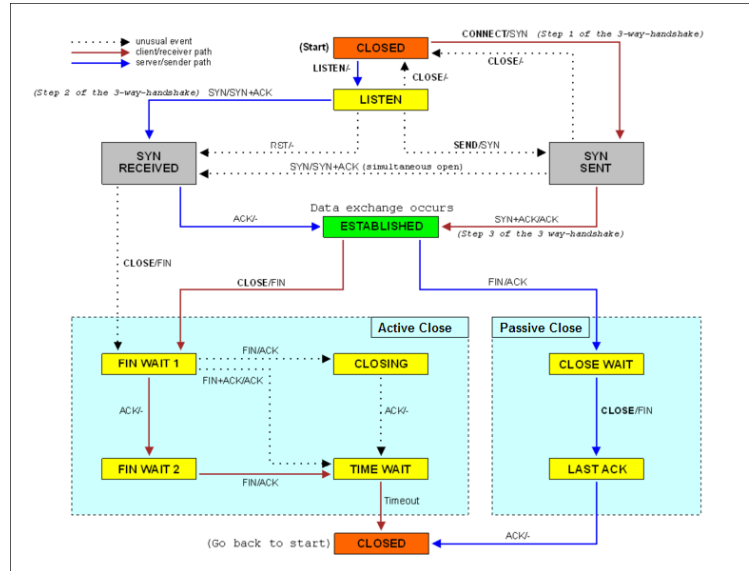 unusual event
client/receiver path
server/sender path
(Start)
CLOSED
CONNECT/SYN (Step 1 of the 3-way-handshake)
CLOSE/-
LISTEN/-
CLOSE/-
(Step 2 of the 3-way-handshake) SYN/SYN+ACK
LISTEN
RST/-
SEND/SYN
SYN RECEIVED
SYN SENT
SYN/SYN+ACK (simultaneous open)
Data exchange occurs
ACK/-
ESTABLISHED
SYN+ACK/ACK
(Step 3 of the 3 way-handshake)
CLOSE/FIN
CLOSE/FIN
FIN/ACK
Active Close
Passive Close
FIN WAIT 1
FIN/ACK
CLOSING
CLOSE WAIT
FIN+ACK/ACK
ACK/-
ACK/-
CLOSE/FIN
FIN WAIT 2
FIN/ACK
TIME WAIT
LAST ACK
Timeout
(Go back to start)
CLOSED
ACK/-